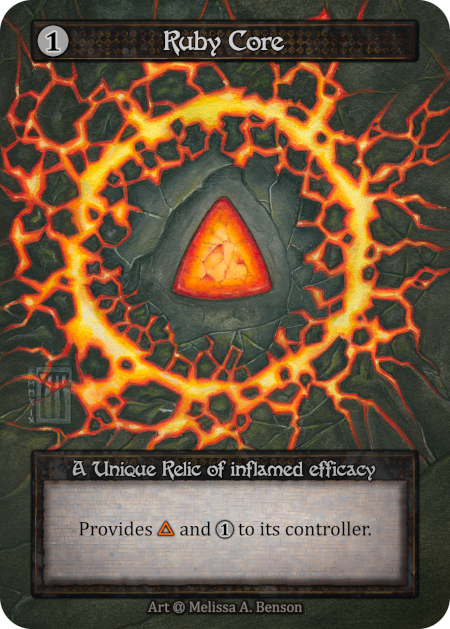 1
Ruby Core
A Unique Relic of inflamed efficacy
Provides 🜂 and ① to its controller.
Art @ Melissa A. Benson